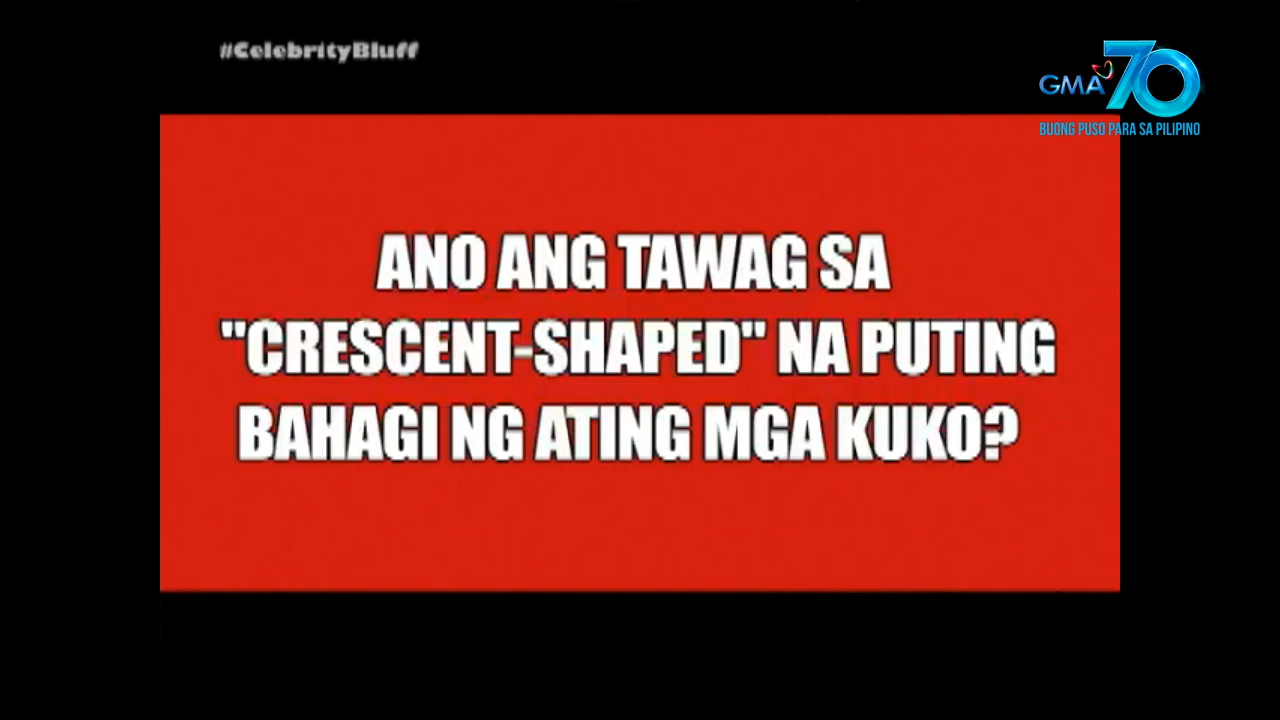 #CelebrityBluff
GMA 70
BUONG PUSO PARA SA PILIPINO
ANO ANG TAWAG SA
"CRESCENT-SHAPED" NA PUTING
BAHAGI NG ATING MGA KUKO?